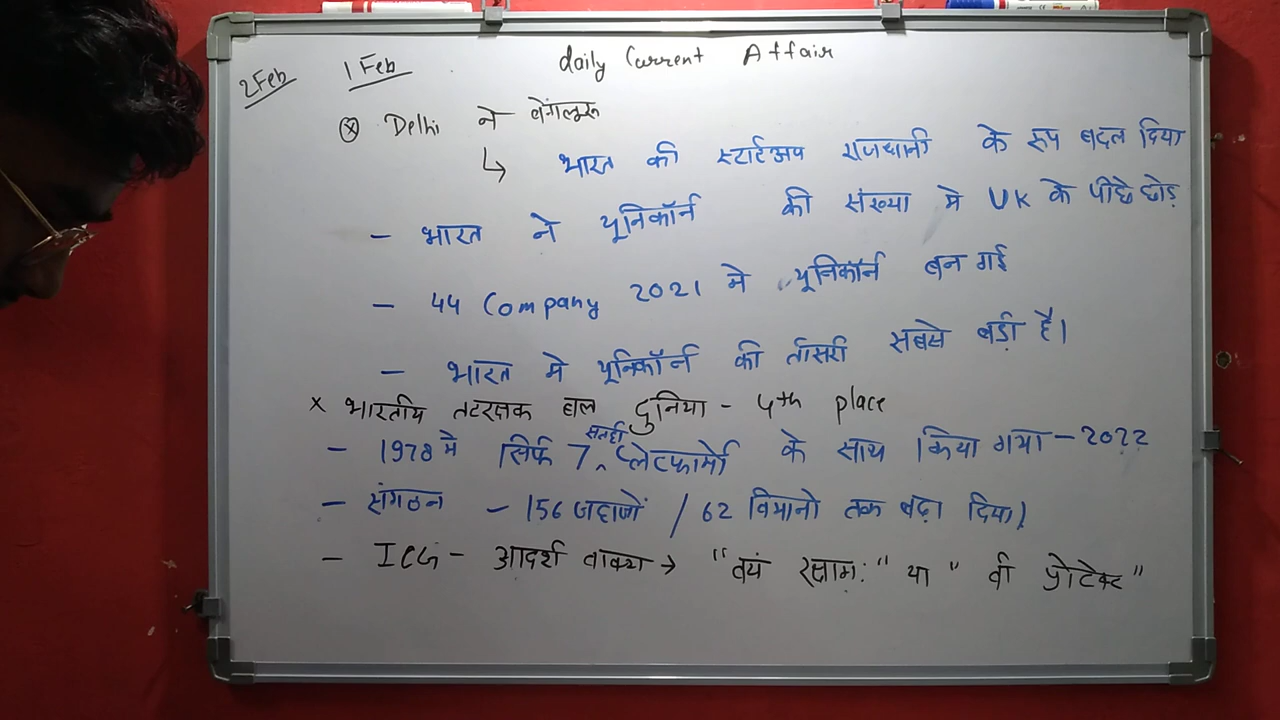 2 Feb 1 Feb daily Current Affair
Delhi ने बेंगलूरू
↳ भारत की स्टार्टअप राजधानी के रूप बदल दिया
- भारत ने यूनिकॉर्न की संख्या मे UK के पीछे छोड़
- 44 Company 2021 मे यूनिकॉर्न बन गई
- भारत मे यूनिकॉर्न की तीसरी सबसे बड़ी है।
x भारतीय तटरक्षक बल दुनिया - 4th place
- 1978 मे सिर्फ 7 सतही प्लेटफार्मो के साथ किया गया - 2022
- संगठन - 156 जहाजों / 62 विमानो तक बढ़ा दिया।
- ICG - आदर्श वाक्य → "वयं रक्षामः" या "वी प्रोटेक्ट"